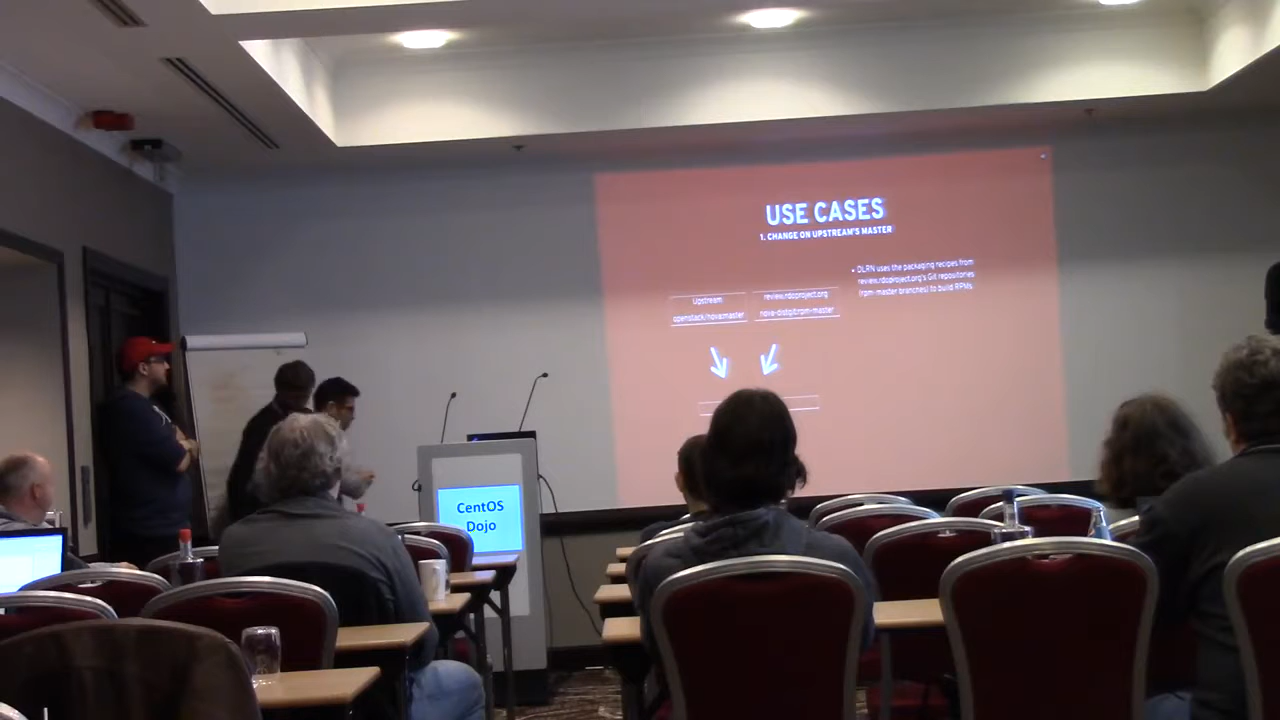 USE CASES
1. CHANGE ON UPSTREAM'S MASTER
• DLRN uses the packaging recipes from
review.rdoproject.org's Git repositories
(rpm-master branches) to build RPMs
Upstream
openstack/nova:master
review.rdoproject.org
nova-distgit:rpm-master
CentOS
Dojo